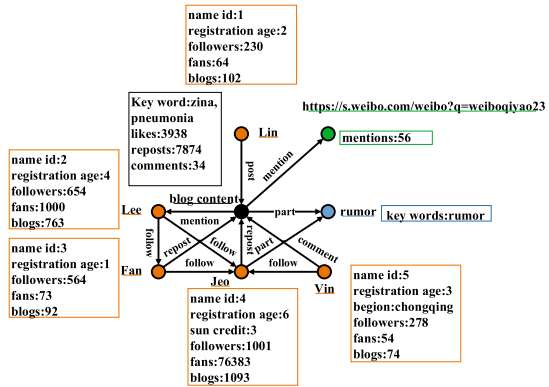 name id:1
registration age:2
followers:230
fans:64
blogs:102
Key word:zina,
pneumonia
likes:3938
reposts:7874
comments:34
https://s.weibo.com/weibo?q=weiboqiyao23
Lin
mentions:56
post
mention
name id:2
registration age:4
followers:654
fans:1000
blogs:763
blog content
Lee
mention
part
rumor
key words:rumor
follow
repost
follow
repost
part
comment
name id:3
registration age:1
followers:564
fans:73
blogs:92
Fan
follow
Jeo
follow
Vin
name id:4
registration age:6
sun credit:3
followers:1001
fans:76383
blogs:1093
name id:5
registration age:3
begion:chongqing
followers:278
fans:54
blogs:74